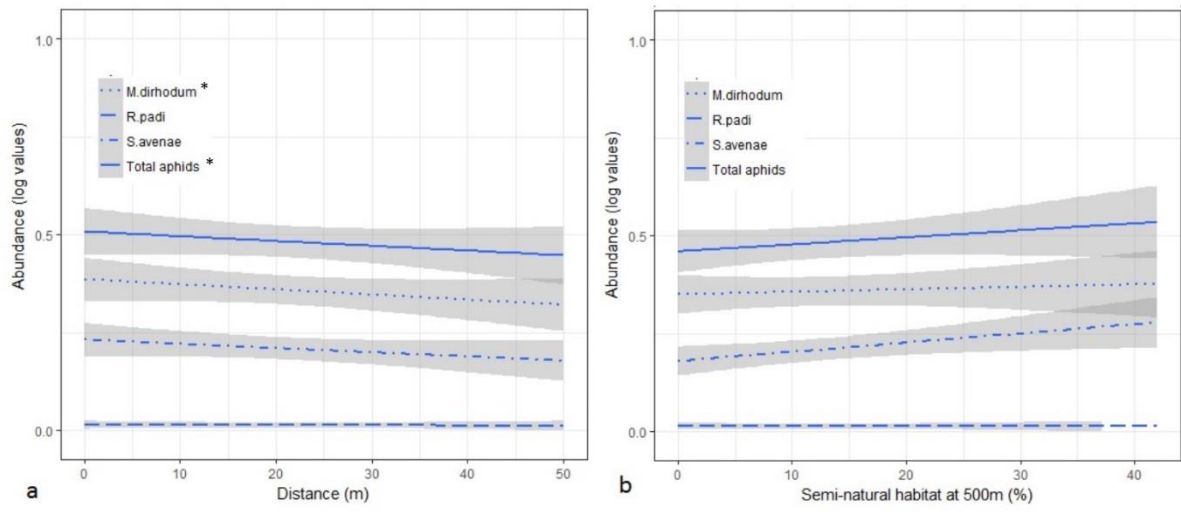 1.0
0.5
0.0
Abundance (log values)
M.dirhodum *
R.padi
S.avenae
Total aphids *
0 10 20 30 40 50
Distance (m)
a
1.0
0.5
0.0
Abundance (log values)
M.dirhodum
R.padi
S.avenae
Total aphids
0 10 20 30 40
Semi-natural habitat at 500m (%)
b